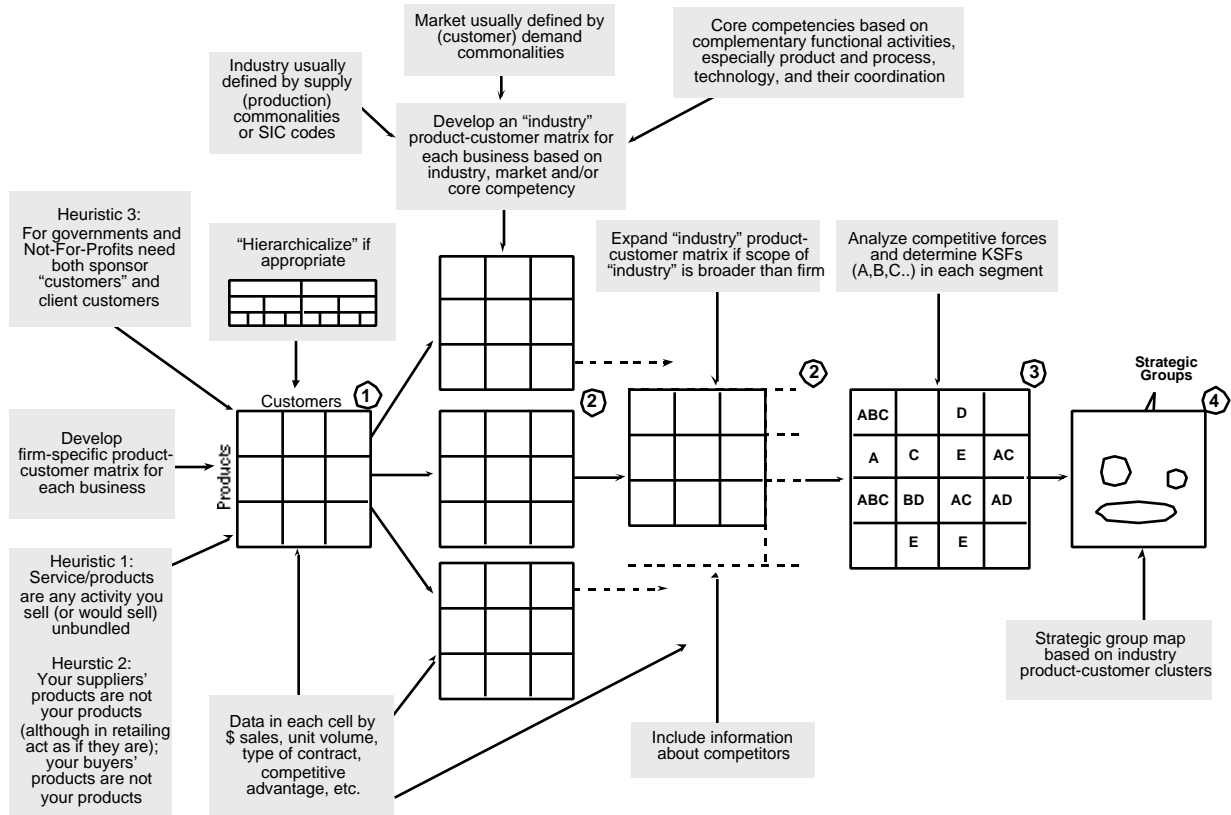 Market usually defined by
(customer) demand
commonalities
Core competencies based on
complementary functional activities,
especially product and process,
technology, and their coordination
Industry usually
defined by supply
(production)
commonalities
or SIC codes
Develop an “industry”
product-customer matrix for
each business based on
industry, market and/or
core competency
Heuristic 3:
For governments and
Not-For-Profits need
both sponsor
“customers” and
client customers
“Hierarchicalize” if
appropriate
Expand “industry” product-
customer matrix if scope of
“industry” is broader than firm
Analyze competitive forces
and determine KSFs
(A,B,C..) in each segment
Customers
1
Products
2
2
3
Strategic
Groups
4
Develop
firm-specific product-
customer matrix for
each business
ABC
D
A
C
E
AC
ABC
BD
AC
AD
E
E
Heuristic 1:
Service/products
are any activity you
sell (or would sell)
unbundled
Heurstic 2:
Your suppliers’
products are not
your products
(although in retailing
act as if they are);
your buyers’
products are not
your products
Data in each cell by
$ sales, unit volume,
type of contract,
competitive
advantage, etc.
Include information
about competitors
Strategic group map
based on industry
product-customer clusters